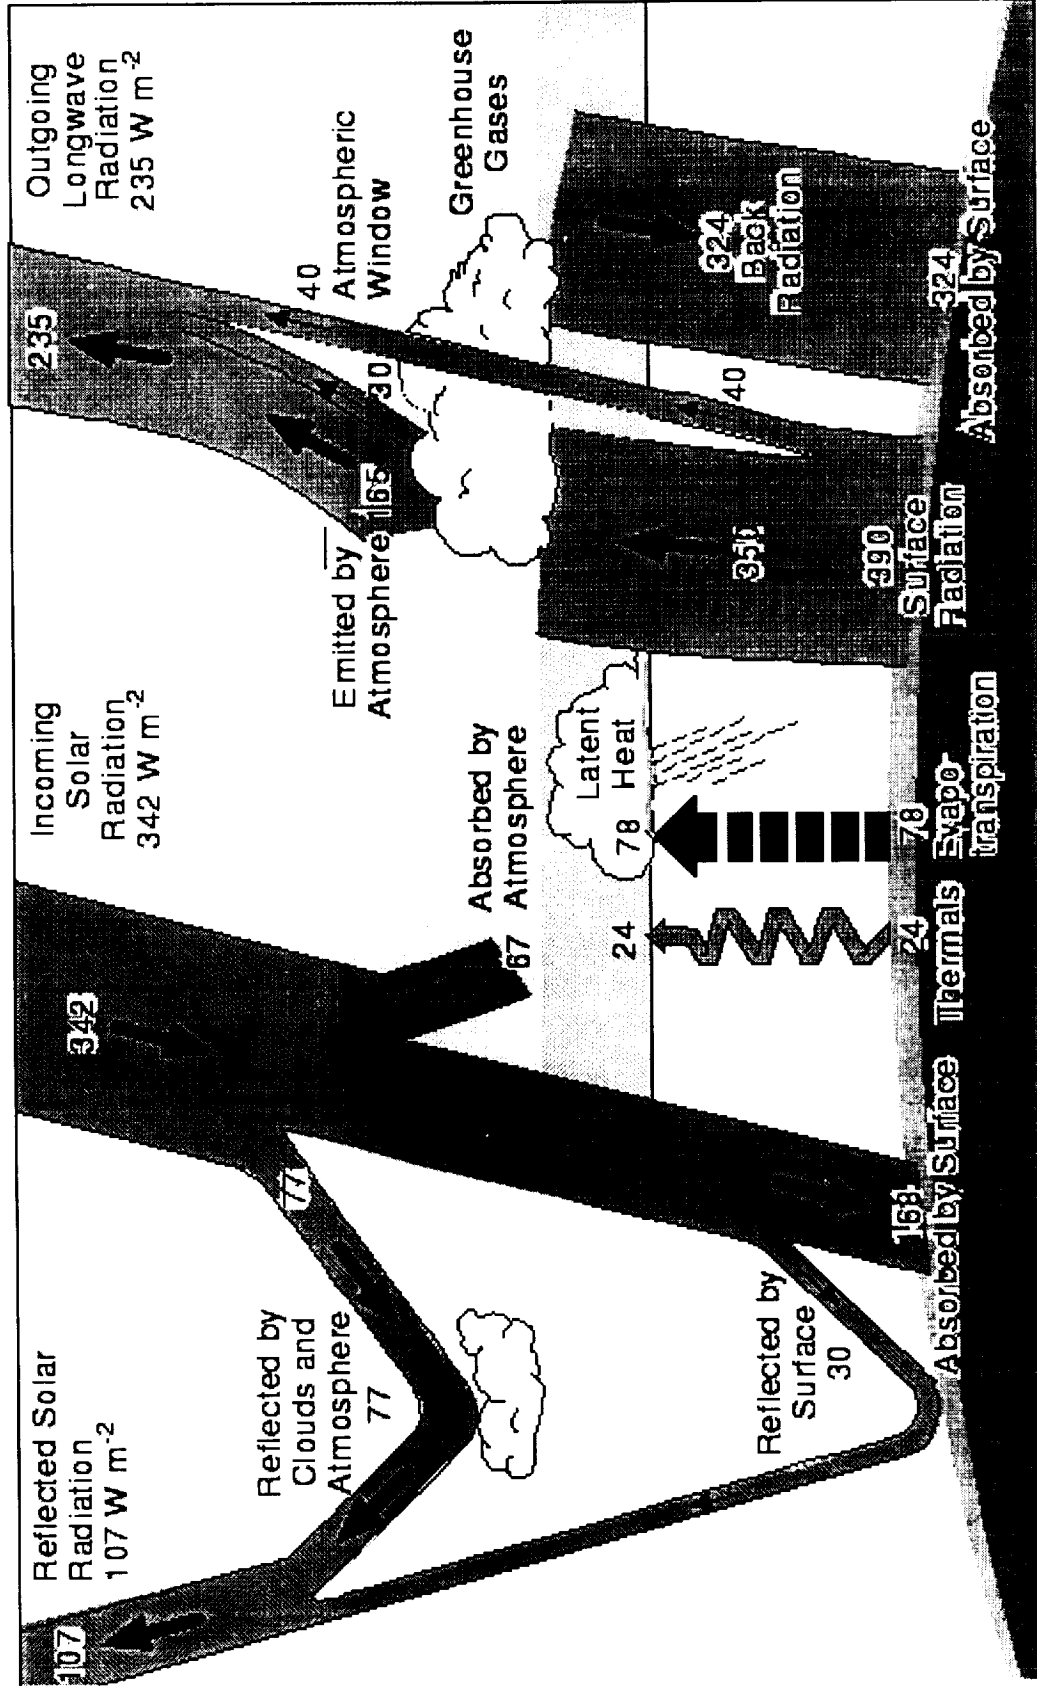 Reflected Solar
Radiation
107 W m-2
107
Incoming
Solar
Radiation
342 W m-2
342
Outgoing
Longwave
Radiation
235 W m-2
235
77
Reflected by
Clouds and
Atmosphere
77
Emitted by
Atmosphere
165
30
40
Atmospheric
Window
Greenhouse
Gases
67
Absorbed by
Atmosphere
24
78
Latent
Heat
Reflected by
Surface
30
350
40
324
Back
Radiation
168
Absorbed by Surface
24
Thermals
78
Evapo-
transpiration
390
Surface
Radiation
324
Absorbed by Surface